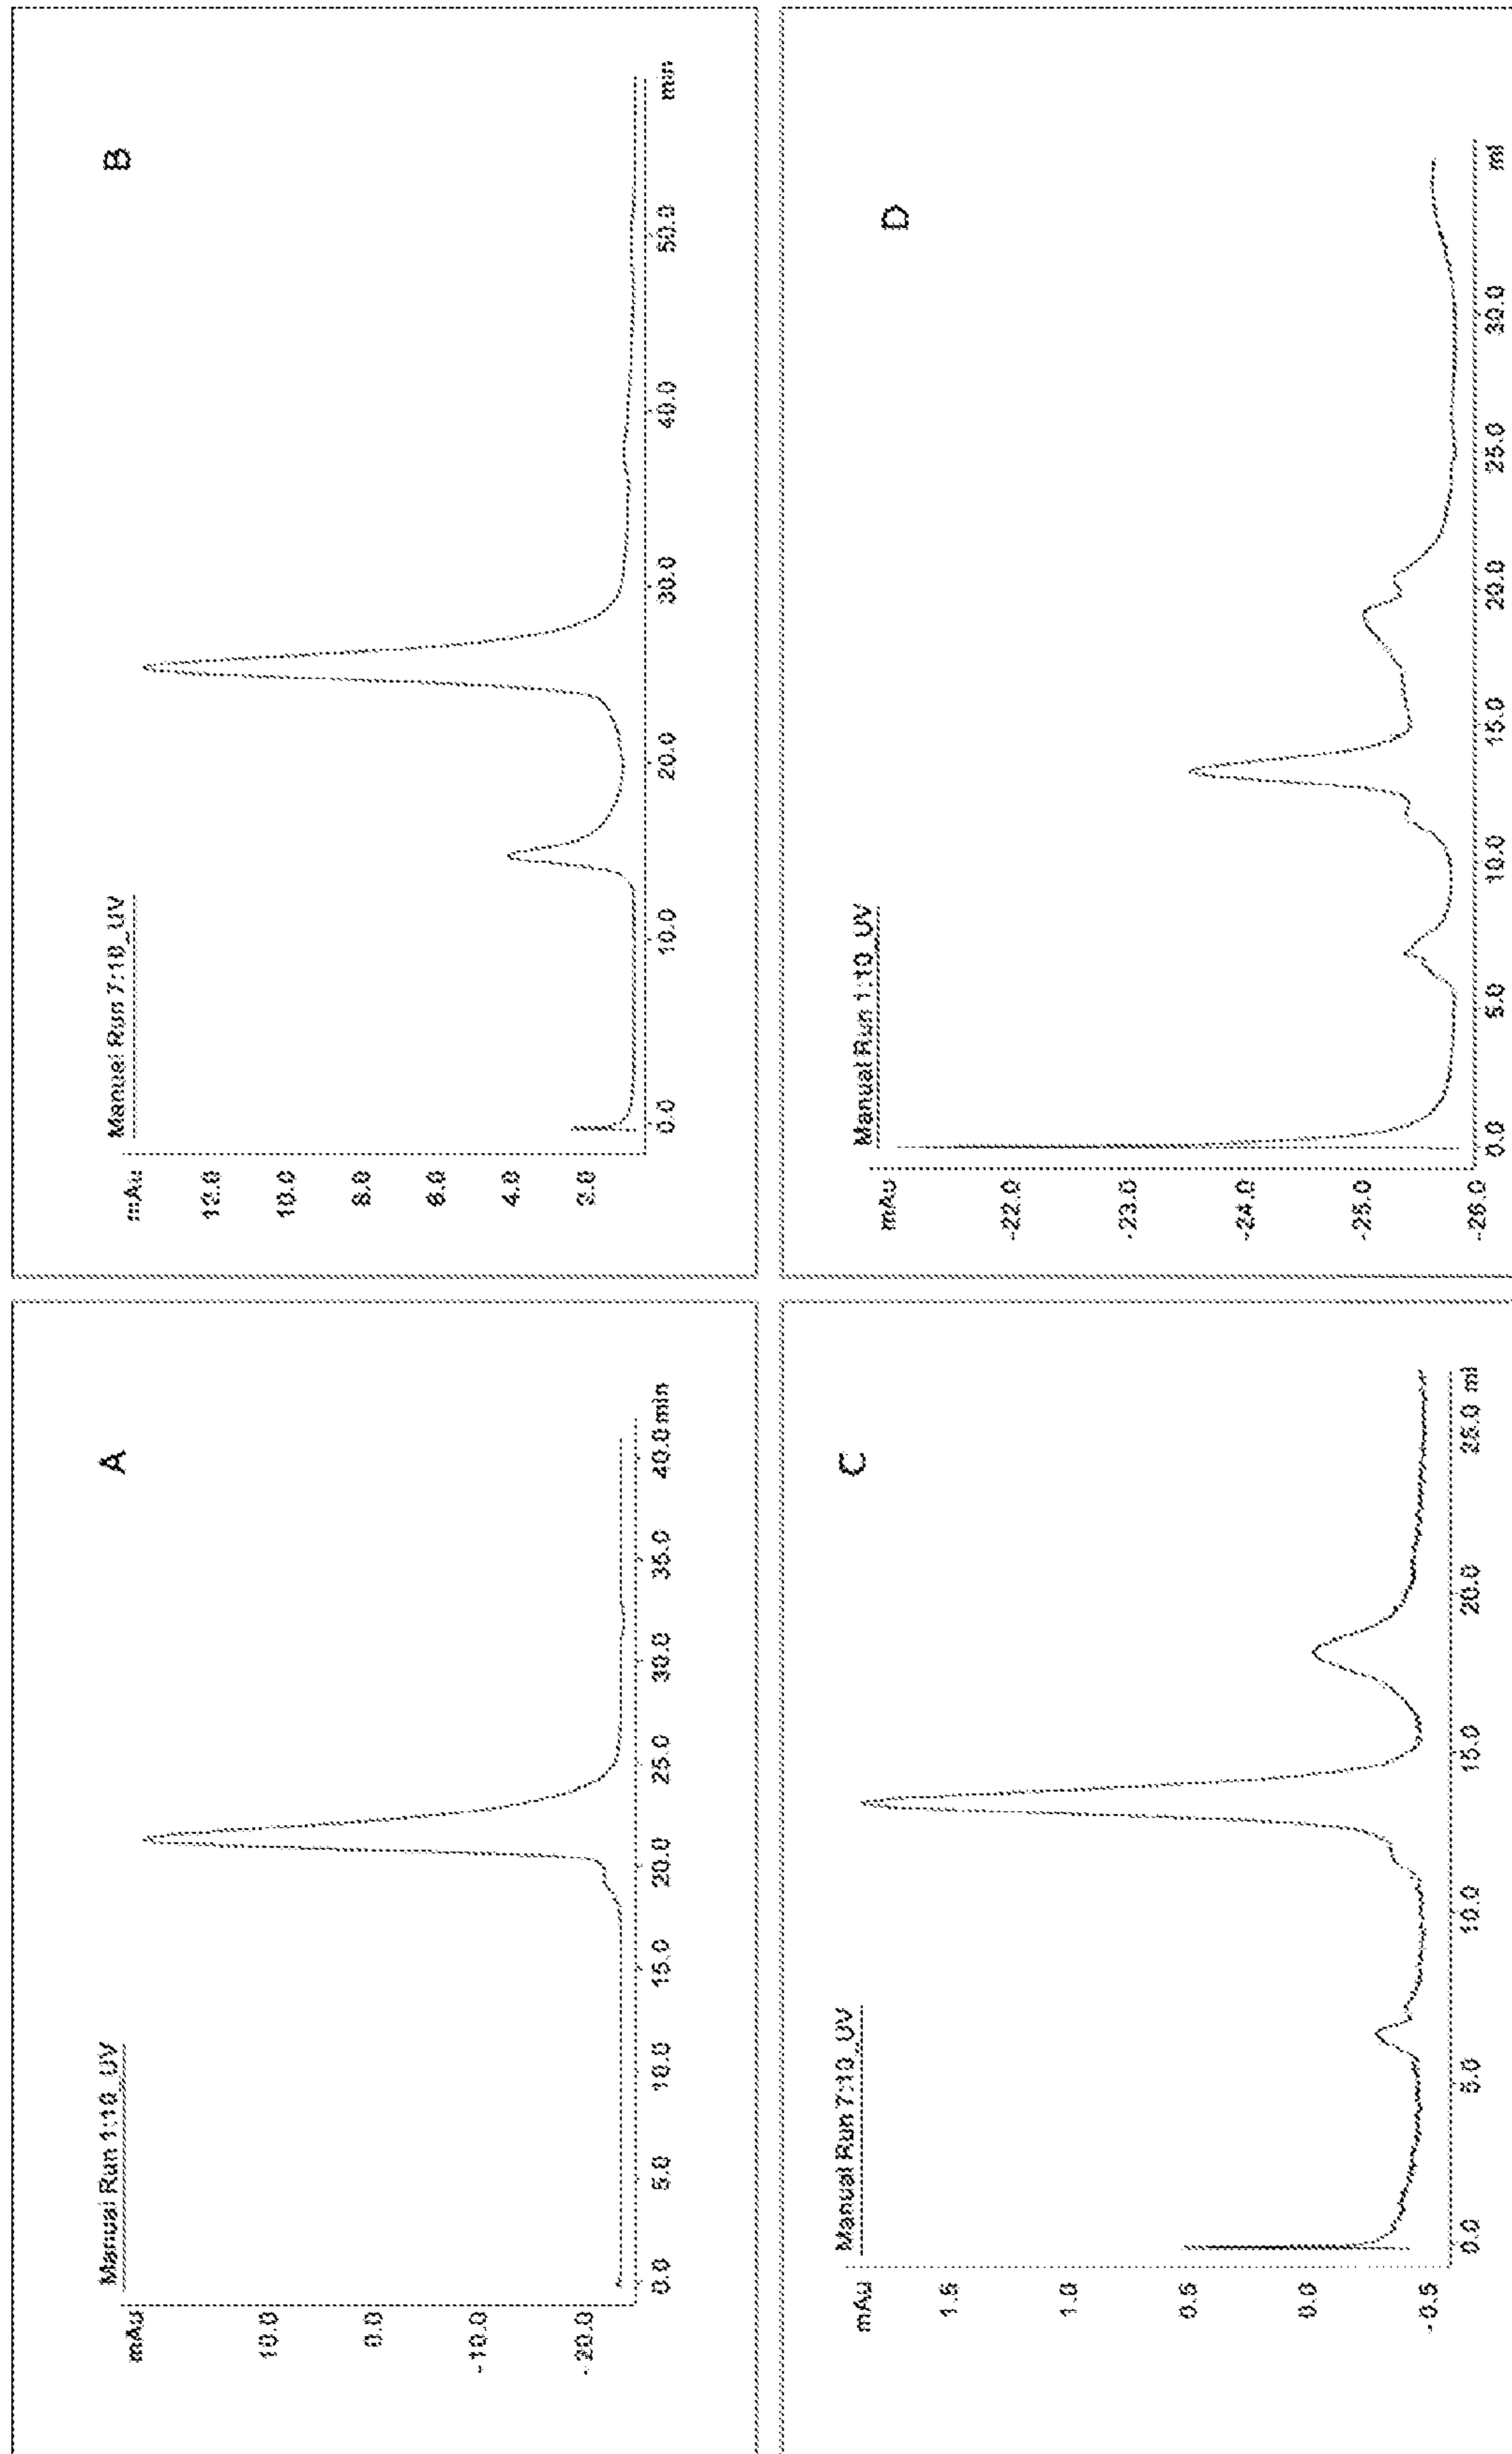 A
Manual Run 1:10_UV
mAu
10.0
0.0
-10.0
-20.0
0.0 5.0 10.0 15.0 20.0 25.0 30.0 35.0 40.0 min
B
Manual Run 7:10_UV
mAu
12.0
10.0
8.0
6.0
4.0
2.0
0.0 10.0 20.0 30.0 40.0 50.0 min
C
Manual Run 7:10_UV
mAu
1.5
1.0
0.5
0.0
-0.5
0.0 5.0 10.0 15.0 20.0 25.0 ml
D
Manual Run 1:10_UV
mAu
-22.0
-23.0
-24.0
-25.0
-26.0
0.0 5.0 10.0 15.0 20.0 25.0 30.0 ml